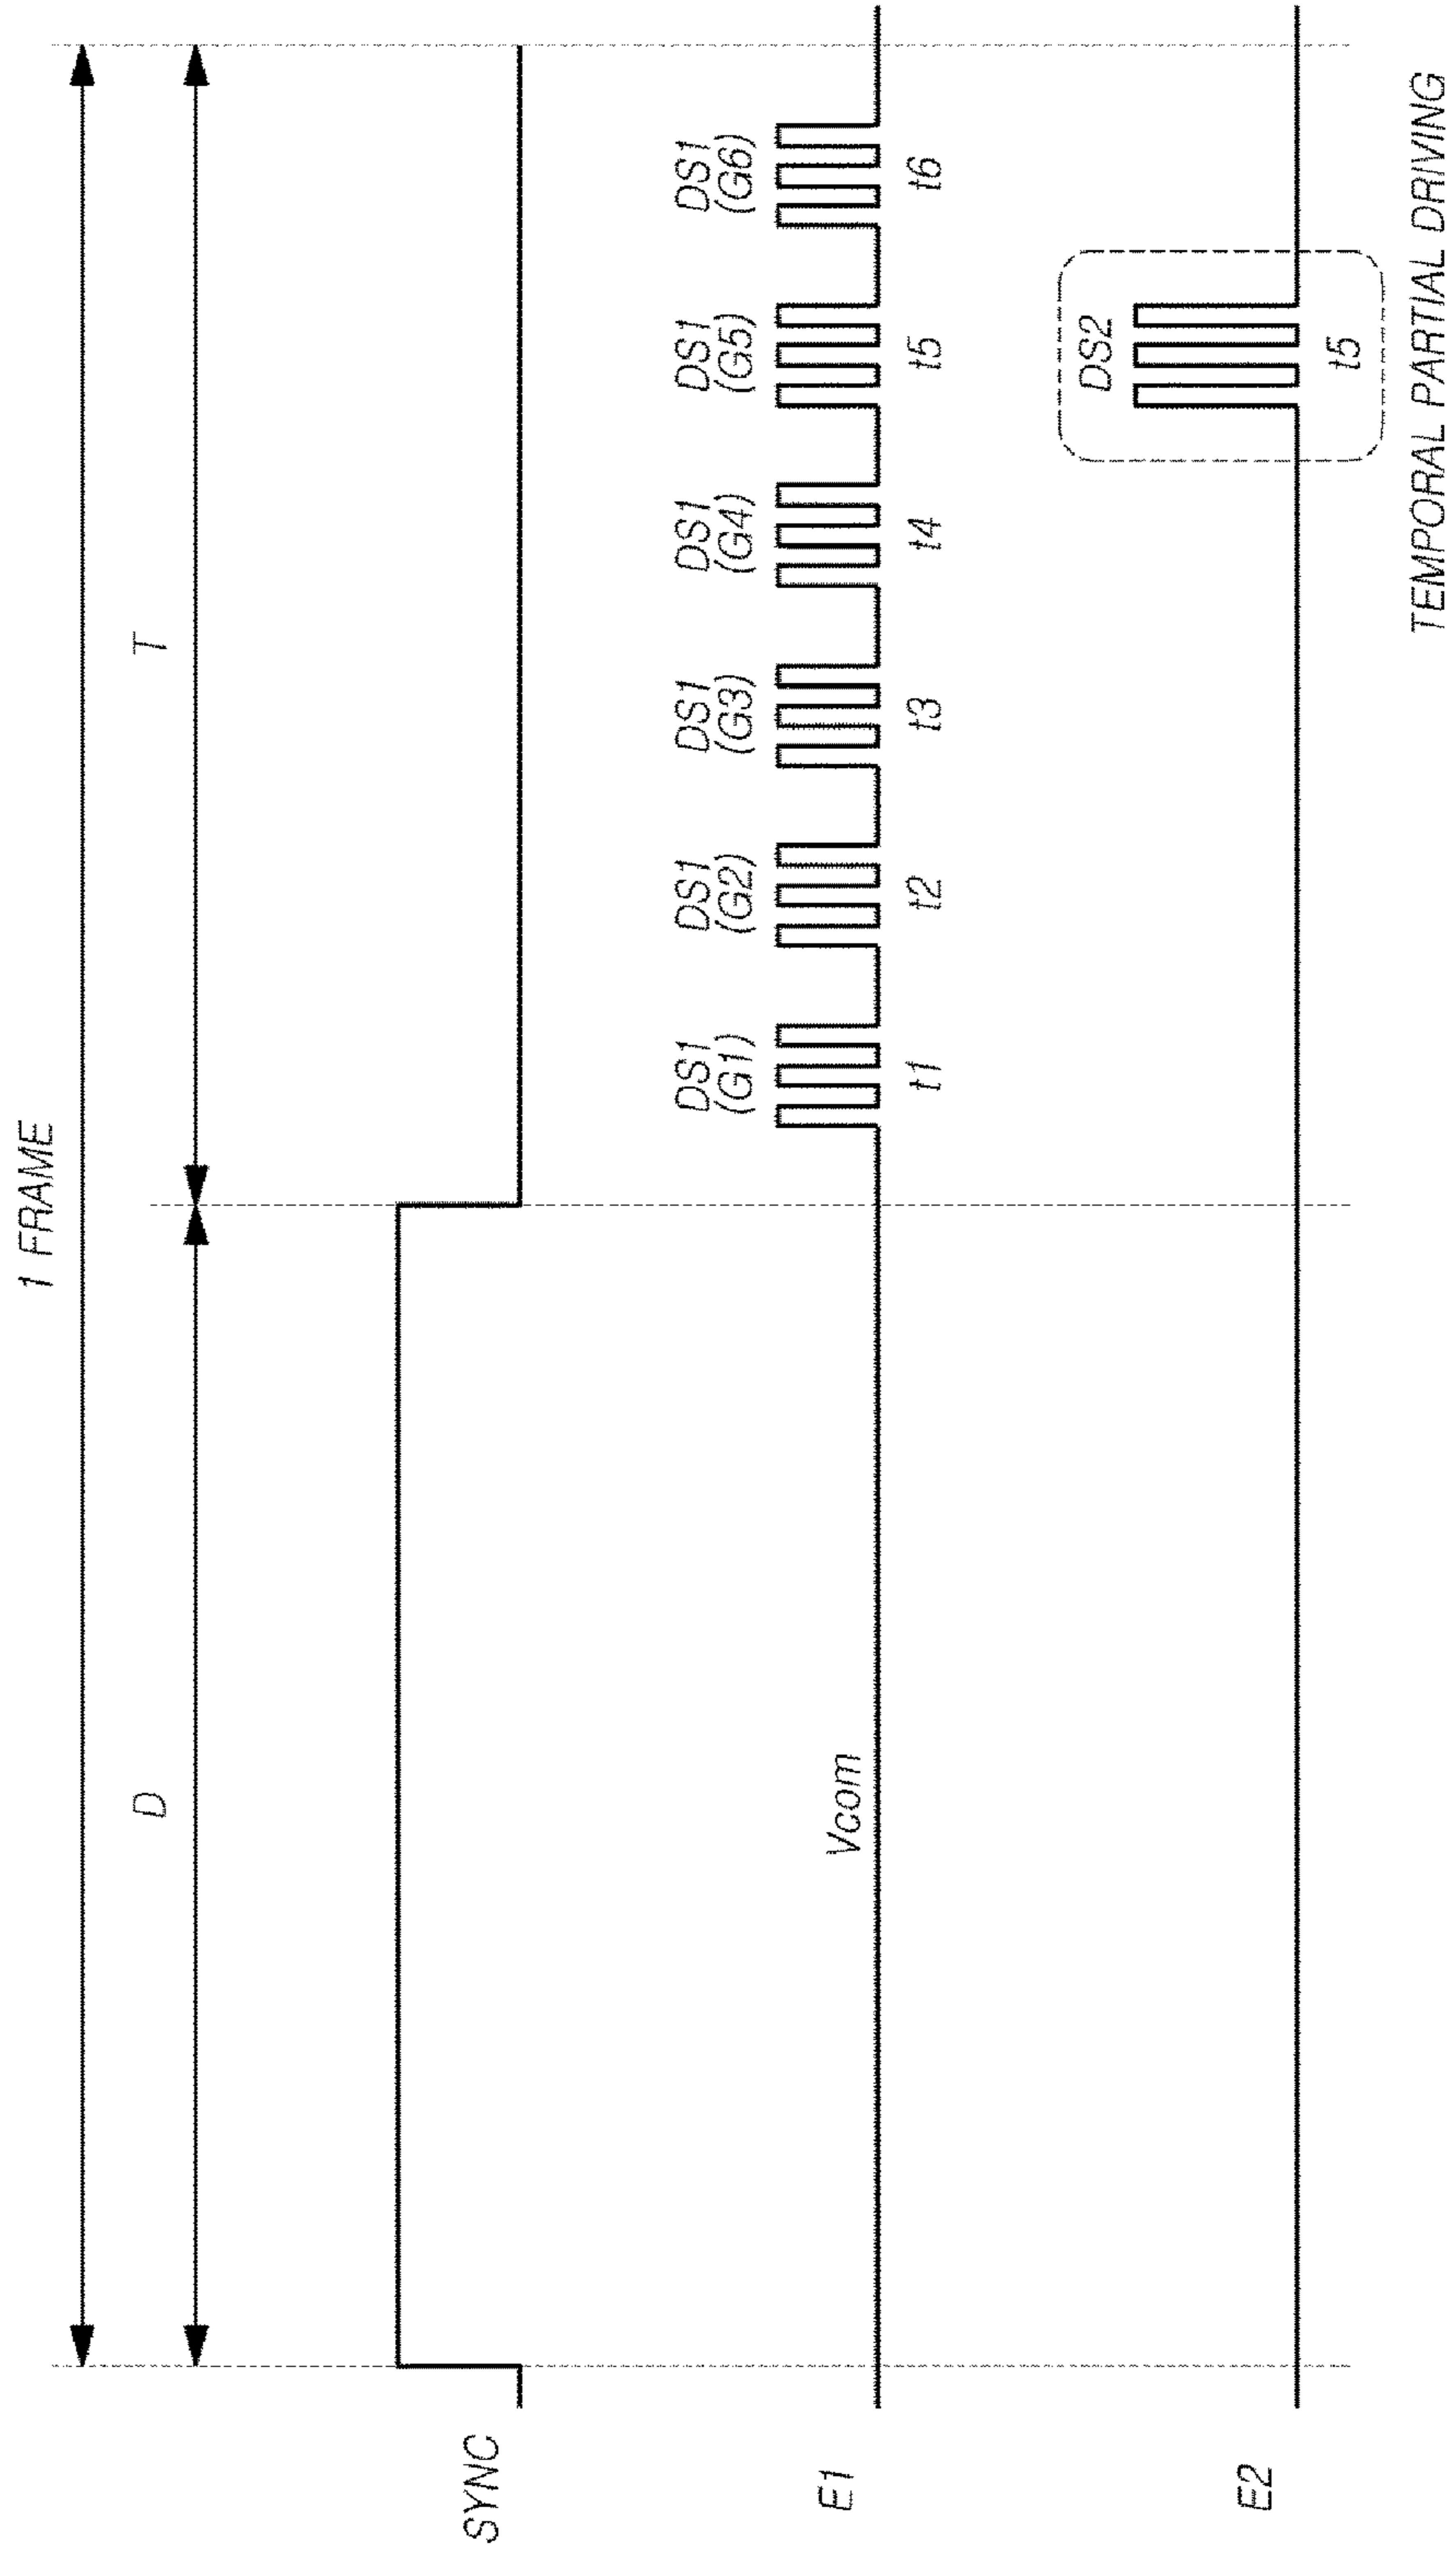 1 FRAME
D
T
SYNC
E1
Vcom
DS1
(G1)
DS1
(G2)
DS1
(G3)
DS1
(G4)
DS1
(G5)
DS1
(G6)
t1
t2
t3
t4
t5
t6
E2
DS2
t5
TEMPORAL PARTIAL DRIVING